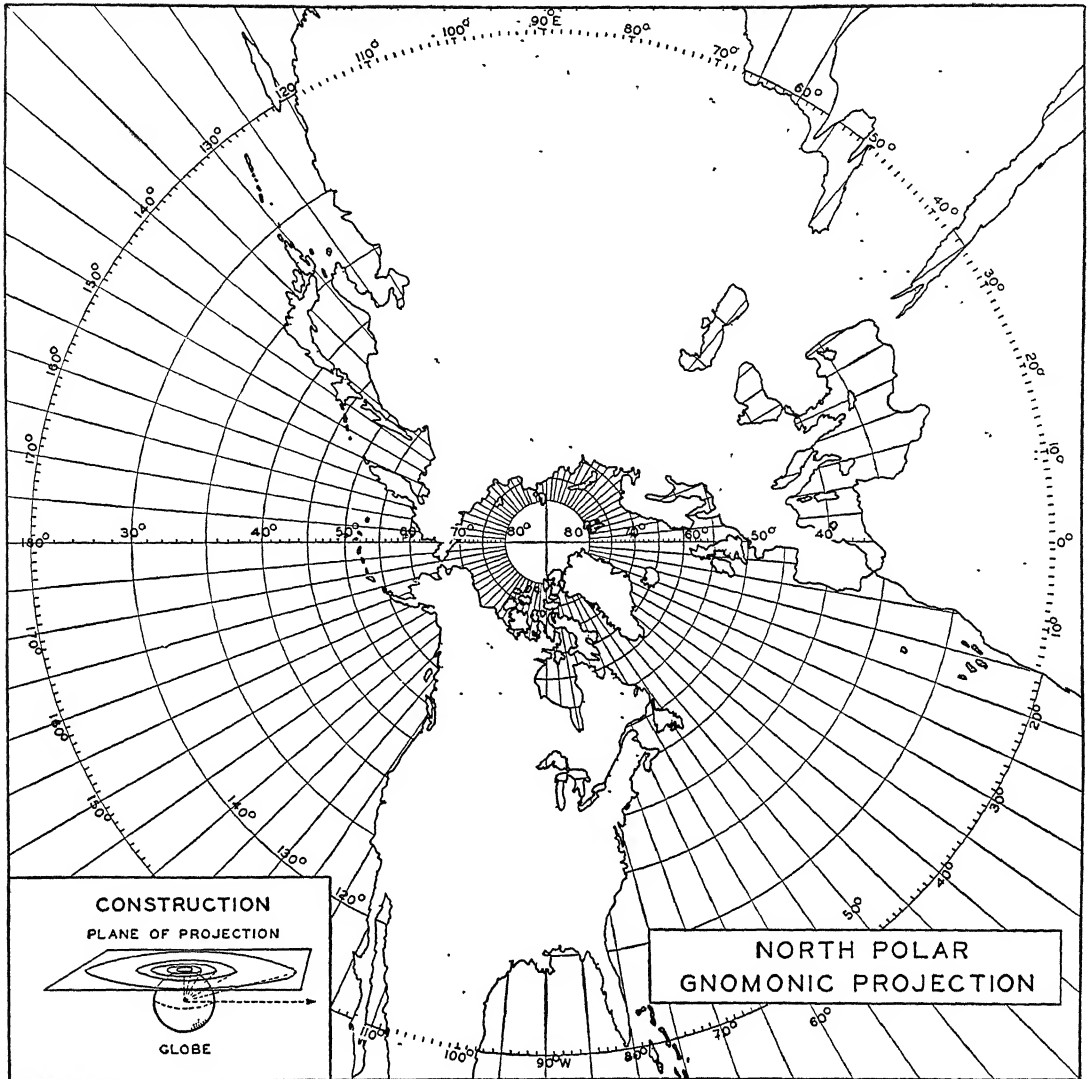 110° 100° 90°E 80° 70°
120 60°
130° 50°
140° 40°
150° 30°
160° 20°
170° 10°
180° 30° 40° 50° 60° 70° 80° 80° 70° 60° 50° 40° 0°
170° 10°
160° 20°
150° 140° 30°
130° 40°
120° 50°
110° 100° 90°W 80° 70° 60°
CONSTRUCTION
PLANE OF PROJECTION
GLOBE
NORTH POLAR
GNOMONIC PROJECTION